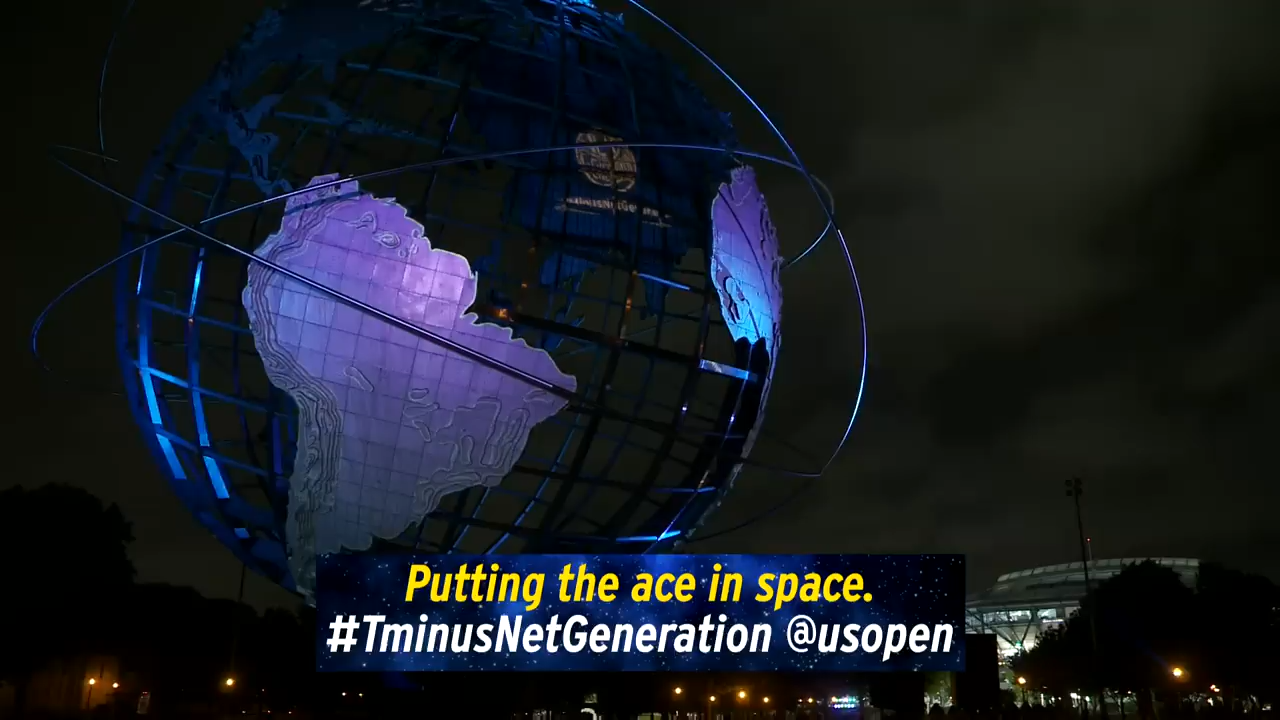 Putting the ace in space.
#TminusNetGeneration @usopen